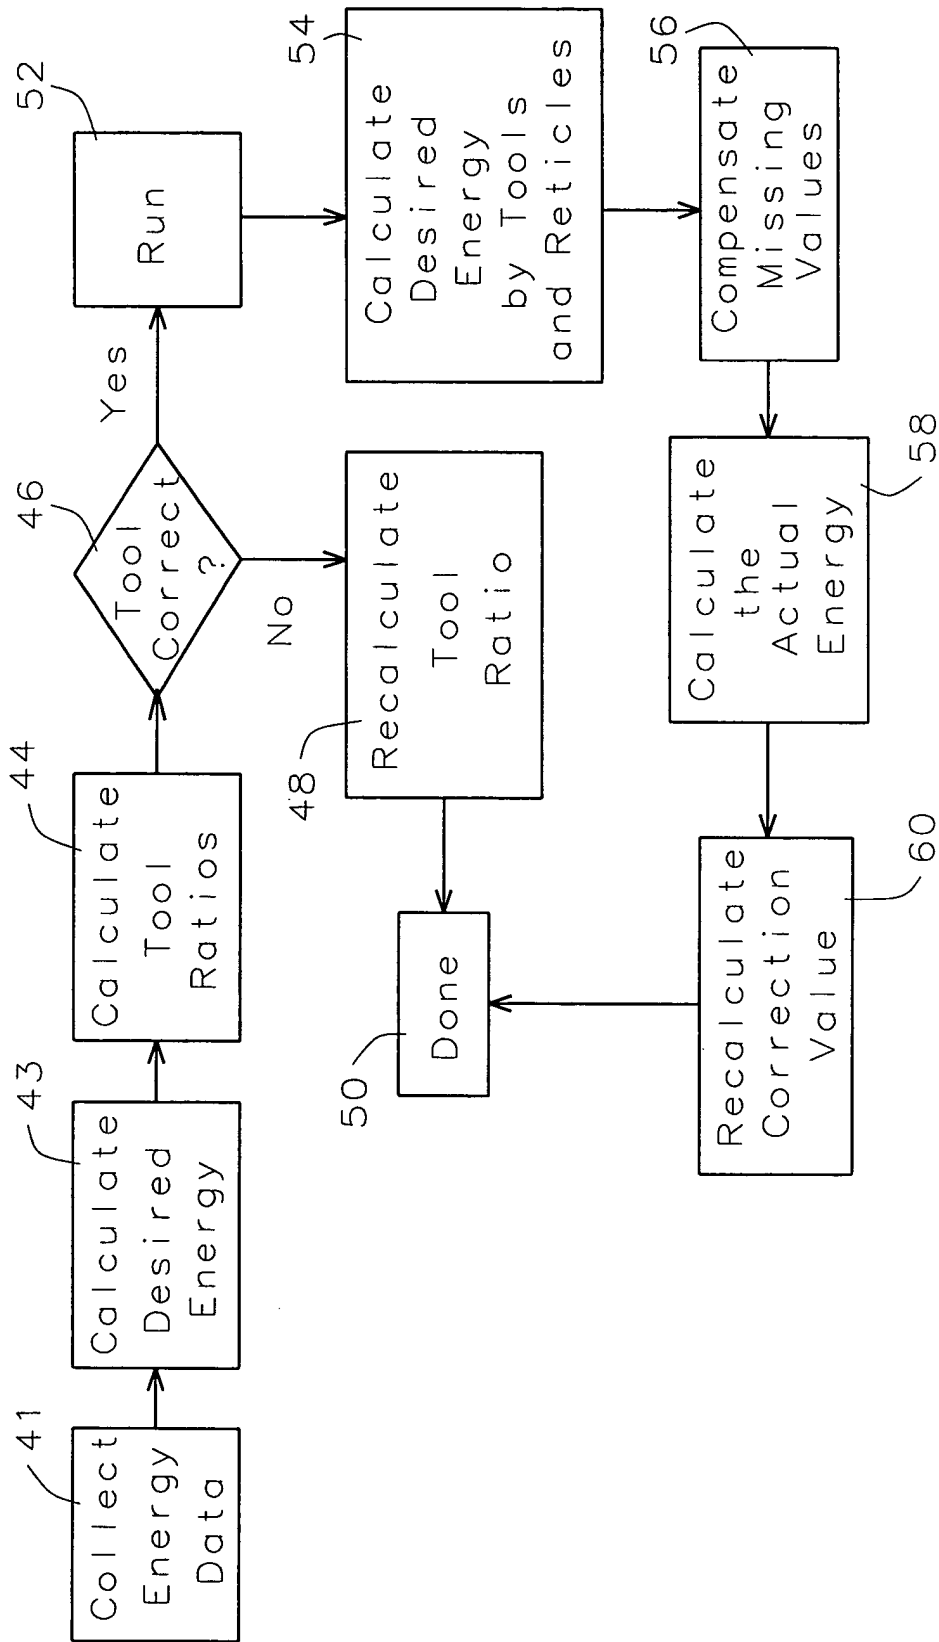 41
Collect
Energy
Data
43
Calculate
Desired
Energy
44
Calculate
Tool
Ratios
46
Tool
Correct
?
Yes
No
52
Run
48
Recalculate
Tool
Ratio
50
Done
54
Calculate
Desired
Energy
by Tools
and Reticles
56
Compensate
Missing
Values
58
Calculate
the
Actual
Energy
60
Recalculate
Correction
Value